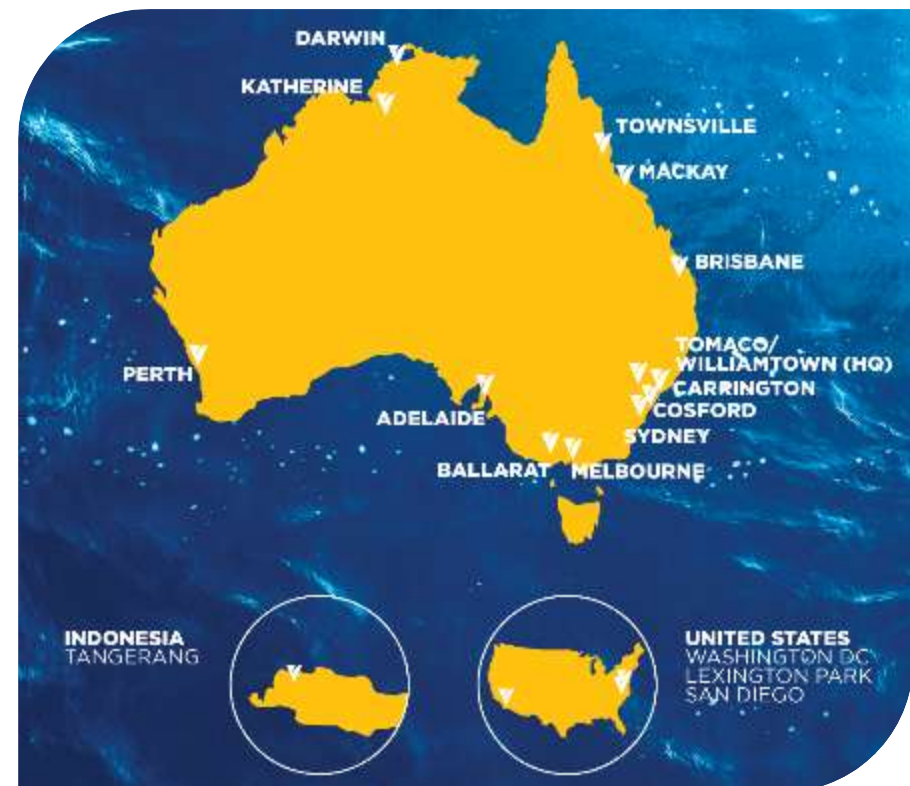 DARWIN
KATHERINE
TOWNSVILLE
MACKAY
BRISBANE
TOMACO/
WILLIAMTOWN (HQ)
CARRINGTON
COSFORD
SYDNEY
PERTH
ADELAIDE
BALLARAT
MELBOURNE
INDONESIA
TANGERANG
UNITED STATES
WASHINGTON DC
LEXINGTON PARK
SAN DIEGO